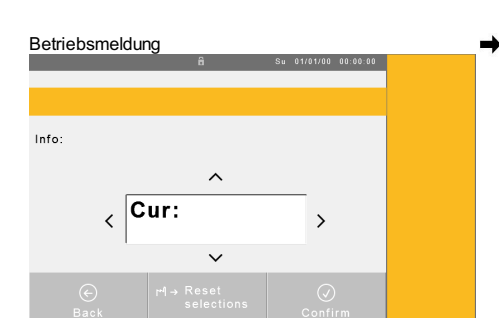 Betriebsmeldung
Su 01/01/00 00:00:00
Info:
Cur:
Back
Reset
selections
Confirm